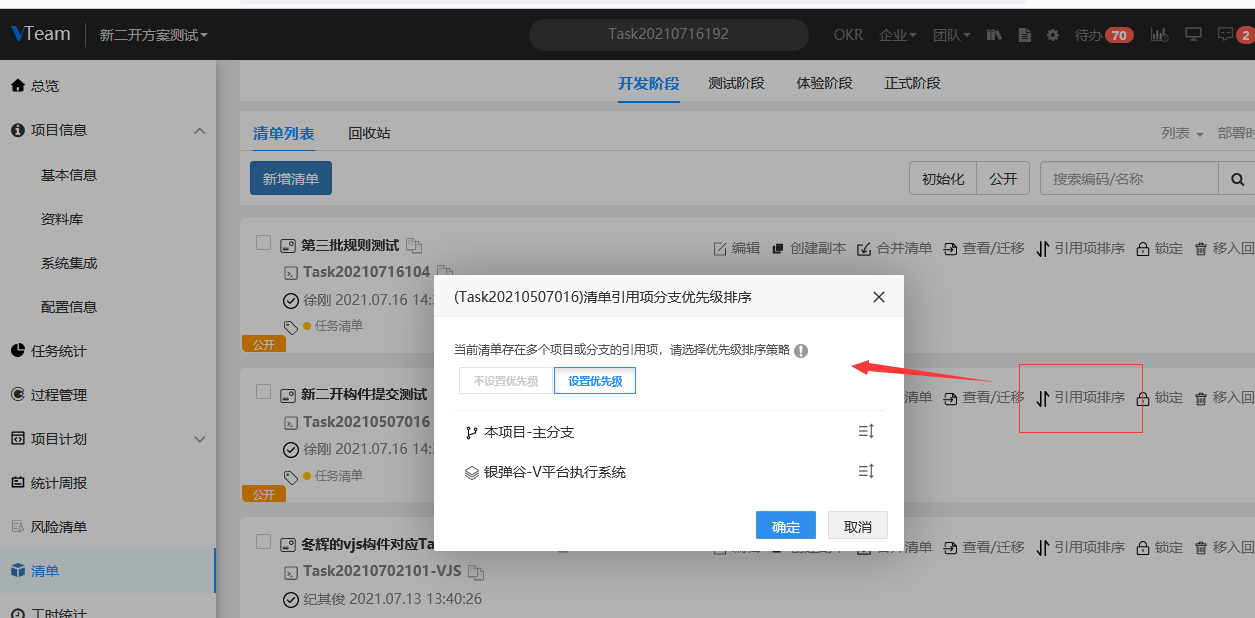 VTeam 新二开方案测试 Task20210716192 OKR 企业 团队 待办 70 2
总览
项目信息
基本信息
资料库
系统集成
配置信息
任务统计
过程管理
项目计划
统计周报
风险清单
清单
工时统计
开发阶段 测试阶段 体验阶段 正式阶段
清单列表 回收站 列表 部署时
新增清单 初始化 公开 搜索编码/名称
第三批规则测试 编辑 创建副本 合并清单 查看/迁移 引用项排序 锁定 移入回
Task20210716104
徐刚 2021.07.16 14:
任务清单
公开
新二开构件提交测试 清单 查看/迁移 引用项排序 锁定 移入回
Task20210507016
徐刚 2021.07.16 14:
任务清单
公开
冬辉的vjs构件对应Ta 编辑 创建副本 合并清单 查看/迁移 引用项排序 锁定 移入回
Task20210702101-VJS
纪其俊 2021.07.13 13:40:26
(Task20210507016)清单引用项分支优先级排序
当前清单存在多个项目或分支的引用项，请选择优先级排序策略
不设置优先级 设置优先级
本项目-主分支
银弹谷-V平台执行系统
确定 取消